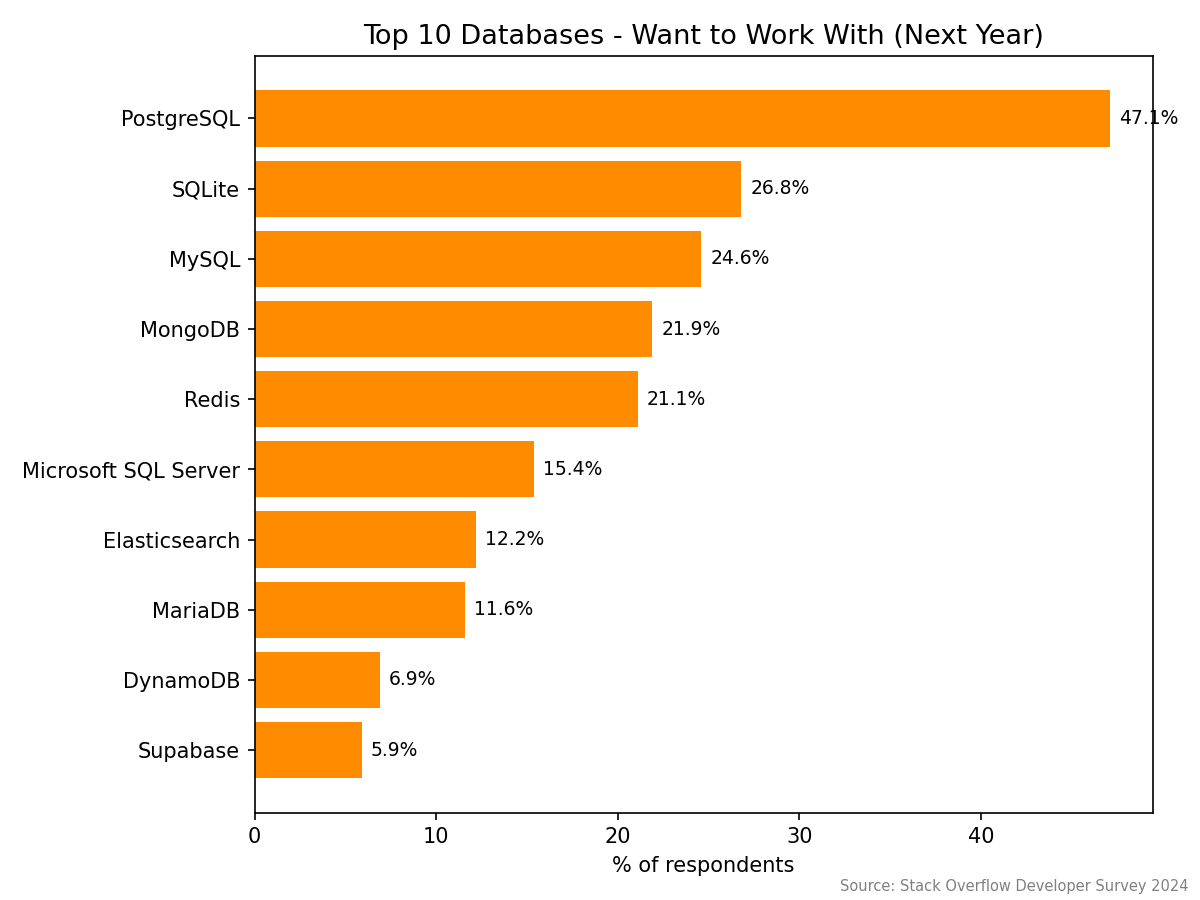 Top 10 Databases - Want to Work With (Next Year)
PostgreSQL 47.1%
SQLite 26.8%
MySQL 24.6%
MongoDB 21.9%
Redis 21.1%
Microsoft SQL Server 15.4%
Elasticsearch 12.2%
MariaDB 11.6%
DynamoDB 6.9%
Supabase 5.9%
0 10 20 30 40
% of respondents
Source: Stack Overflow Developer Survey 2024